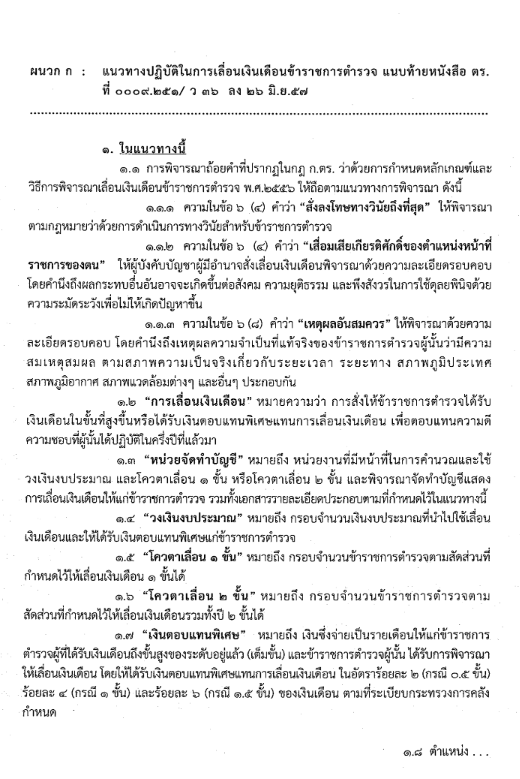 ผนวก ก : แนวทางปฏิบัติในการเลื่อนเงินเดือนข้าราชการตำรวจ แนบท้ายหนังสือ ตร.
ที่ ๐๐๐๙.๒๕๑/ ว ๓๖ ลง ๒๖ มิ.ย.๕๗
๑. ในแนวทางนี้
๑.๑ การพิจารณาถ้อยคำที่ปรากฏในกฎ ก.ตร. ว่าด้วยการกำหนดหลักเกณฑ์และ
วิธีการพิจารณาเลื่อนเงินเดือนข้าราชการตำรวจ พ.ศ.๒๕๕๖ ให้ถือตามแนวทางการพิจารณา ดังนี้
๑.๑.๑ ความในข้อ ๖ (๔) คำว่า "สั่งลงโทษทางวินัยถึงที่สุด" ให้พิจารณา
ตามกฎหมายว่าด้วยการดำเนินการทางวินัยสำหรับข้าราชการตำรวจ
๑.๑.๒ ความในข้อ ๖ (๔) คำว่า "เสื่อมเสียเกียรติศักดิ์ของตำแหน่งหน้าที่
ราชการของตน" ให้ผู้บังคับบัญชาผู้มีอำนาจสั่งเลื่อนเงินเดือนพิจารณาด้วยความละเอียดรอบคอบ
โดยคำนึงถึงผลกระทบอื่นอันอาจจะเกิดขึ้นต่อสังคม ความยุติธรรม และพึงสังวรในการใช้ดุลยพินิจด้วย
ความระมัดระวังเพื่อไม่ให้เกิดปัญหาขึ้น
๑.๑.๓ ความในข้อ ๖ (๘) คำว่า "เหตุผลอันสมควร" ให้พิจารณาด้วยความ
ละเอียดรอบคอบ โดยคำนึงถึงเหตุผลความจำเป็นที่แท้จริงของข้าราชการตำรวจผู้นั้นว่ามีความ
สมเหตุสมผล ตามสภาพความเป็นจริงเกี่ยวกับระยะเวลา ระยะทาง สภาพภูมิประเทศ
สภาพภูมิอากาศ สภาพแวดล้อมต่างๆ และอื่นๆ ประกอบกัน
๑.๒ "การเลื่อนเงินเดือน" หมายความว่า การสั่งให้ข้าราชการตำรวจได้รับ
เงินเดือนในขั้นที่สูงขึ้นหรือได้รับเงินตอบแทนพิเศษแทนการเลื่อนเงินเดือน เพื่อตอบแทนความดี
ความชอบที่ผู้นั้นได้ปฏิบัติในครึ่งปีที่แล้วมา
๑.๓ "หน่วยจัดทำบัญชี" หมายถึง หน่วยงานที่มีหน้าที่ในการคำนวณและใช้
วงเงินงบประมาณ และโควตาเลื่อน ๑ ขั้น หรือโควตาเลื่อน ๒ ขั้น และพิจารณาจัดทำบัญชีแสดง
การเลื่อนเงินเดือนให้แก่ข้าราชการตำรวจ รวมทั้งเอกสารรายละเอียดประกอบตามที่กำหนดไว้ในแนวทางนี้
๑.๔ "วงเงินงบประมาณ" หมายถึง กรอบจำนวนเงินงบประมาณที่นำไปใช้เลื่อน
เงินเดือนและให้ได้รับเงินตอบแทนพิเศษแก่ข้าราชการตำรวจ
๑.๕ "โควตาเลื่อน ๑ ขั้น" หมายถึง กรอบจำนวนข้าราชการตำรวจตามสัดส่วนที่
กำหนดไว้ให้เลื่อนเงินเดือน ๑ ขั้นได้
๑.๖ "โควตาเลื่อน ๒ ขั้น" หมายถึง กรอบจำนวนข้าราชการตำรวจตาม
สัดส่วนที่กำหนดไว้ให้เลื่อนเงินเดือนรวมทั้งปี ๒ ขั้นได้
๑.๗ "เงินตอบแทนพิเศษ" หมายถึง เงินซึ่งจ่ายเป็นรายเดือนให้แก่ข้าราชการ
ตำรวจผู้ที่ได้รับเงินเดือนถึงขั้นสูงของระดับอยู่แล้ว (เต็มขั้น) และข้าราชการตำรวจผู้นั้น ได้รับการพิจารณา
ให้เลื่อนเงินเดือน โดยให้ได้รับเงินตอบแทนพิเศษแทนการเลื่อนเงินเดือน ในอัตราร้อยละ ๒ (กรณี ๐.๕ ขั้น)
ร้อยละ ๔ (กรณี ๑ ขั้น) และร้อยละ ๖ (กรณี ๑.๕ ขั้น) ของเงินเดือน ตามที่ระเบียบกระทรวงการคลัง
กำหนด
๑.๘ ตำแหน่ง . . .